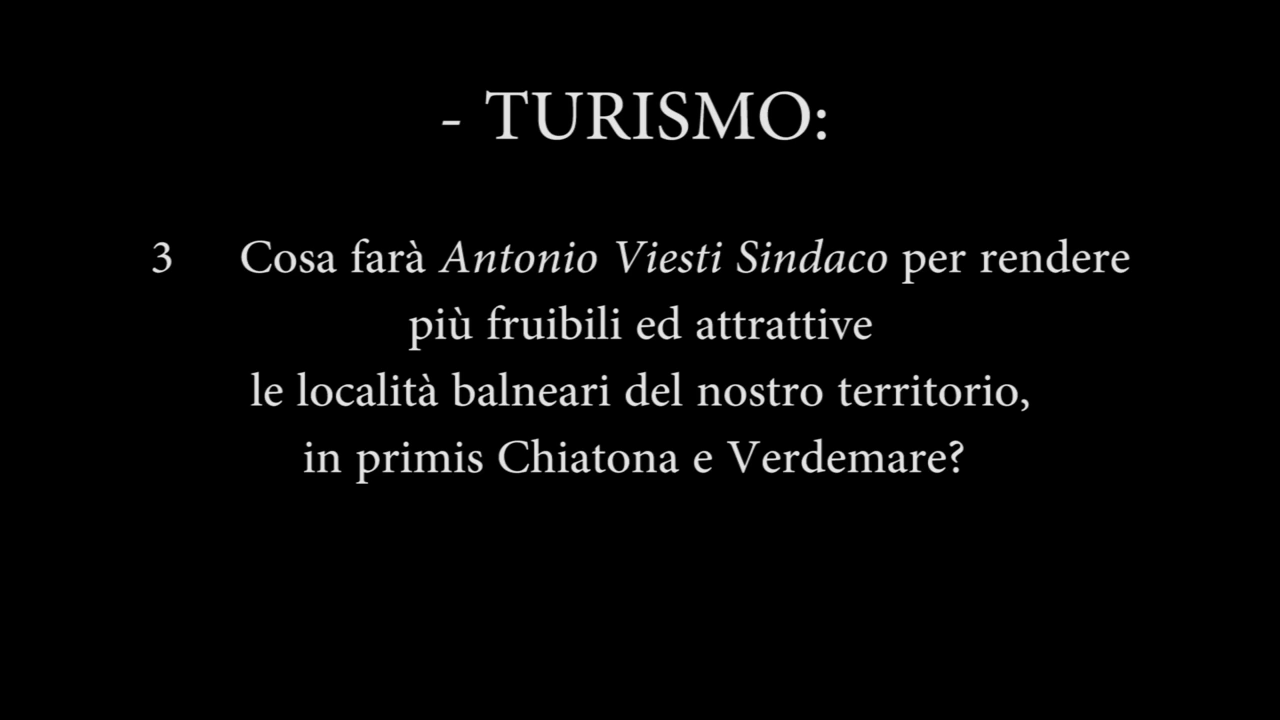 - TURISMO:
3 Cosa farà Antonio Viesti Sindaco per rendere
più fruibili ed attrattive
le località balneari del nostro territorio,
in primis Chiatona e Verdemare?